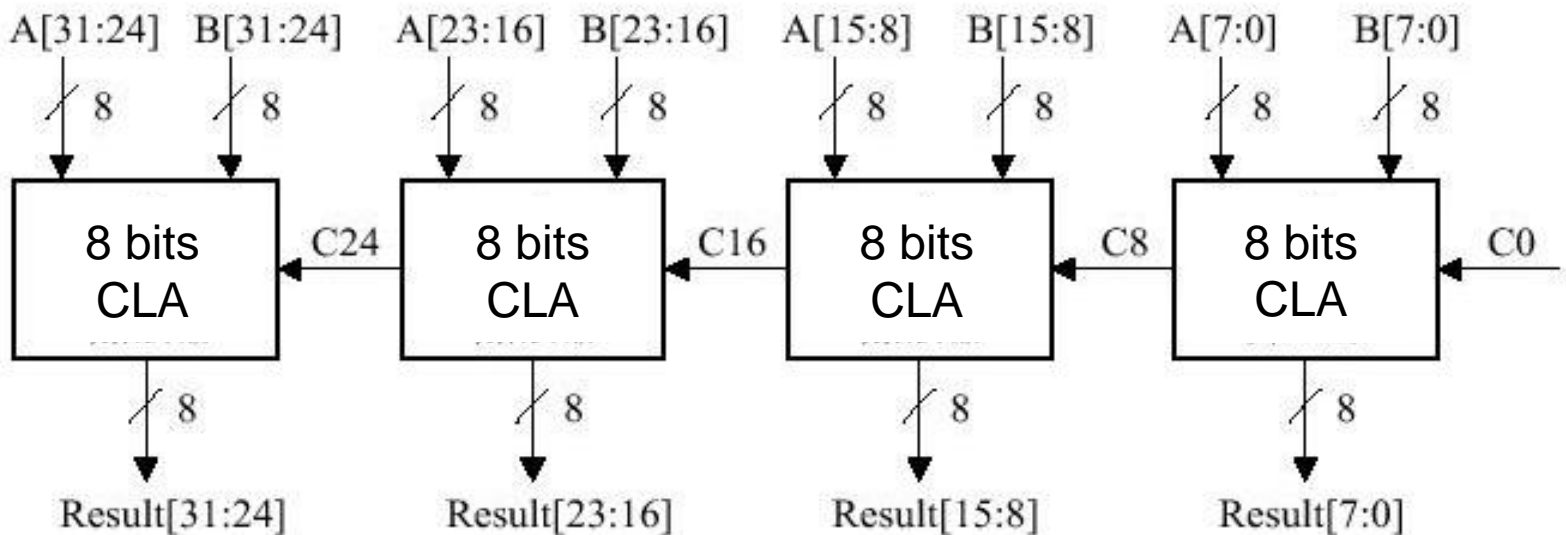 A[31:24] B[31:24] A[23:16] B[23:16] A[15:8] B[15:8] A[7:0] B[7:0]
8 8 8 8 8 8 8 8
C24 C16 C8 C0
8 bits 8 bits 8 bits 8 bits
CLA CLA CLA CLA
8 8 8 8
Result[31:24] Result[23:16] Result[15:8] Result[7:0]